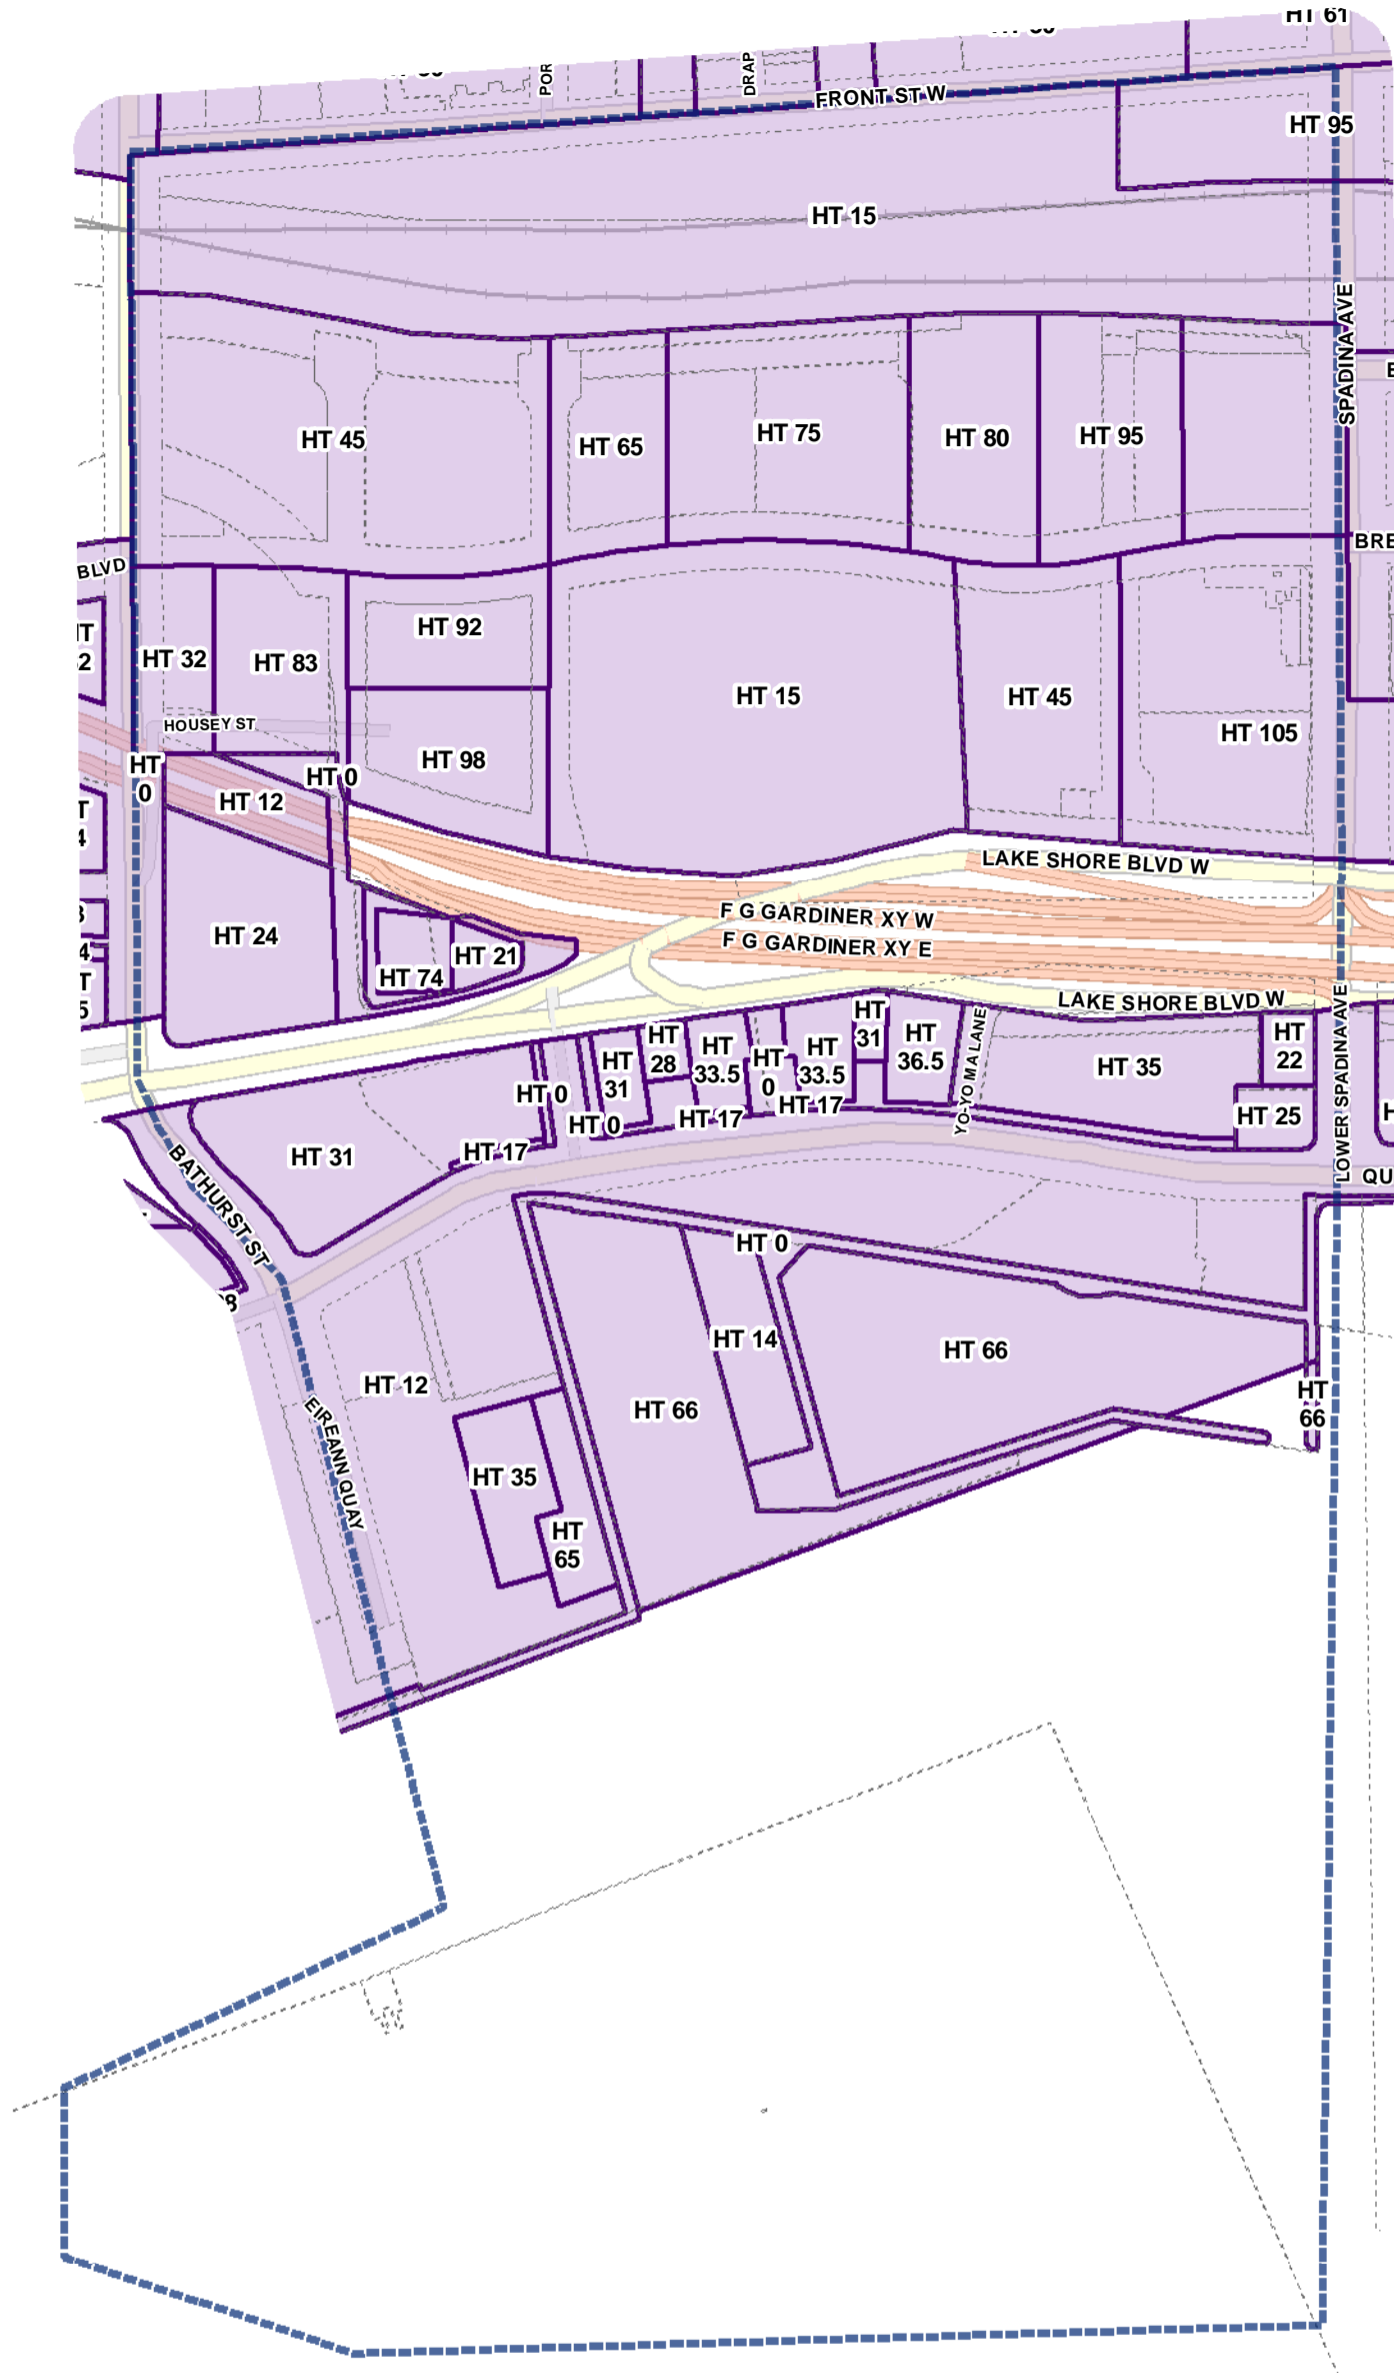 HT 61
POR
DRAP
FRONT ST W
HT 95
HT 15
SPADINA AVE
HT 45
HT 65
HT 75
HT 80
HT 95
BLVD
BRE
HT 92
HT 32
HT 83
HT 15
HT 45
HT 105
HOUSEY ST
HT 98
HT
0
HT 0
HT 12
LAKE SHORE BLVD W
F G GARDINER XY W
F G GARDINER XY E
HT 24
HT 21
HT 74
LAKE SHORE BLVD W
HT
31
HT
28
HT
33.5
HT
0
HT
33.5
HT
31
HT
36.5
YO-YO MA LANE
HT 35
HT
22
LOWER SPADINA AVE
HT 0
HT 0
HT 17
HT 17
HT 25
HT 31
HT 17
BATHURST ST
QU
HT 0
HT 14
HT 66
HT 12
HT 66
HT
66
EIREANN QUAY
HT 35
HT
65